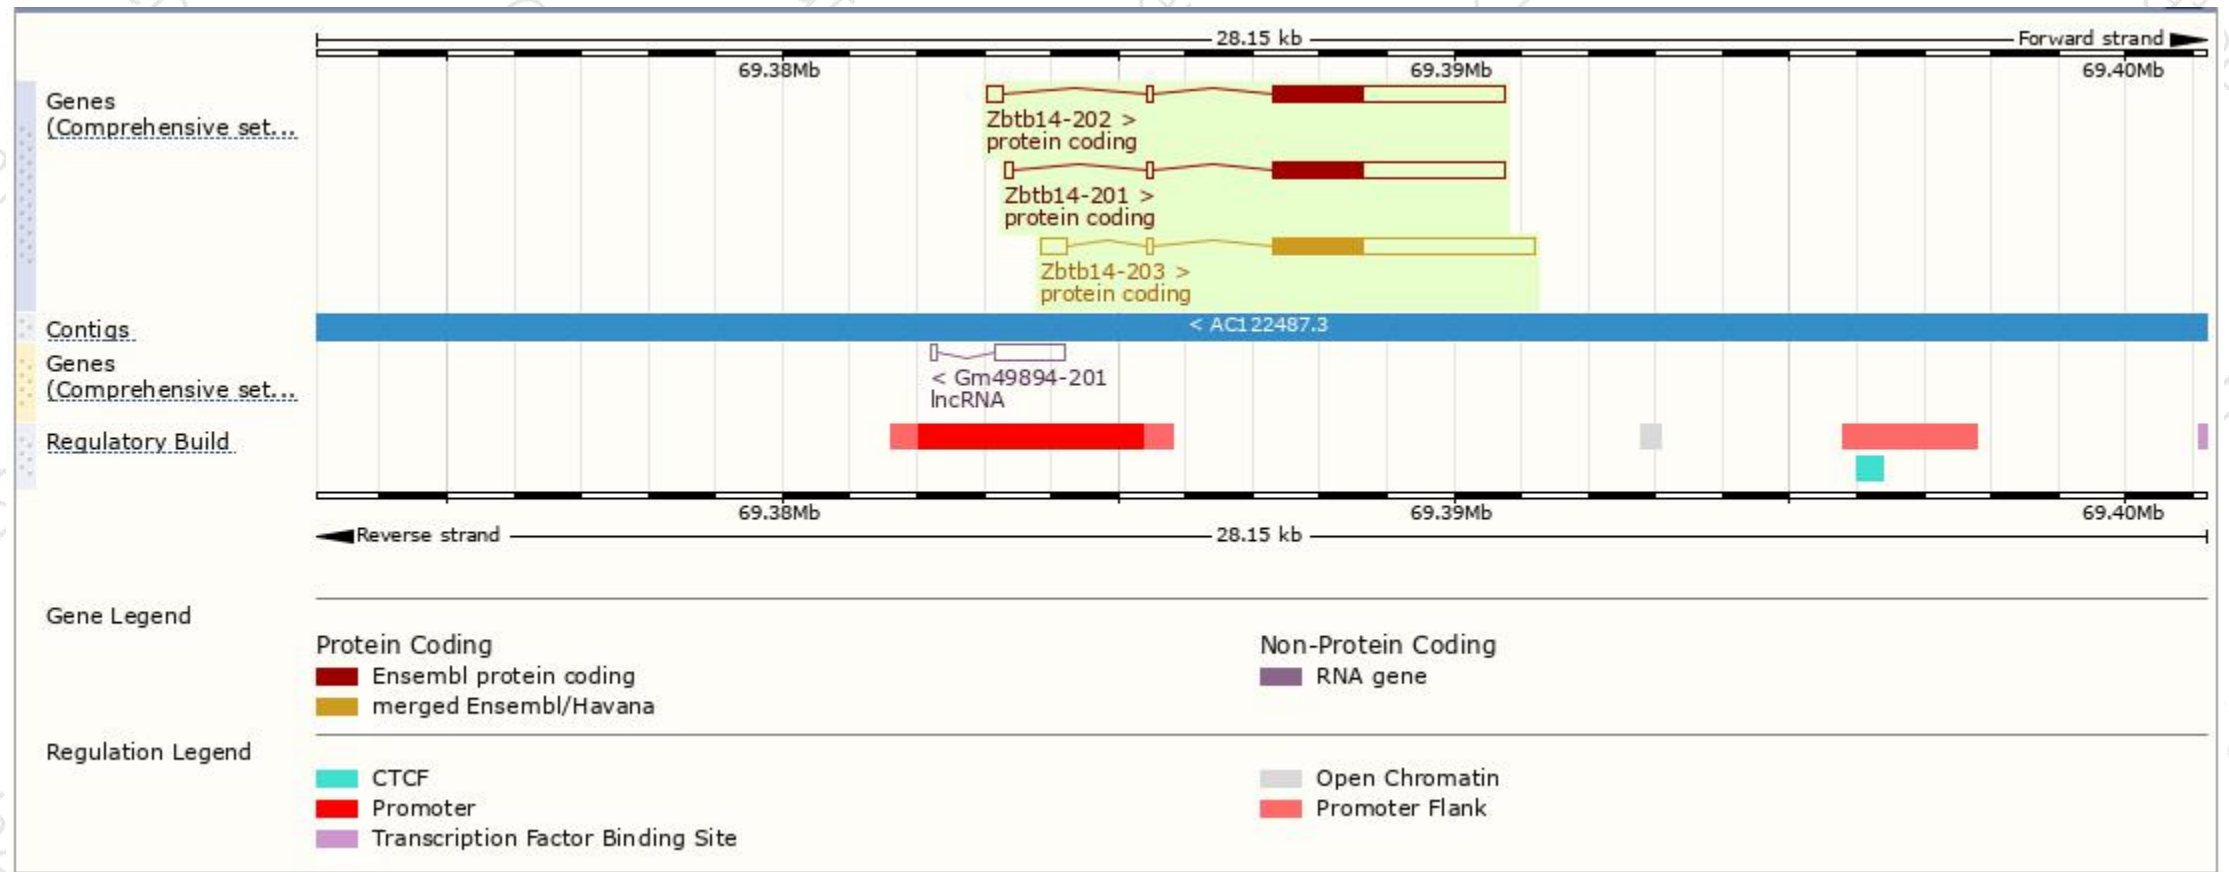 28.15 kb
Forward strand
69.38Mb
69.39Mb
69.40Mb
Genes
(Comprehensive set...
Zbtb14-202 >
protein coding
Zbtb14-201 >
protein coding
Zbtb14-203 >
protein coding
Contigs
< AC122487.3
Genes
(Comprehensive set...
< Gm49894-201
lncRNA
Regulatory Build
69.38Mb
69.39Mb
69.40Mb
Reverse strand
28.15 kb
Gene Legend
Protein Coding
Ensembl protein coding
merged Ensembl/Havana
Non-Protein Coding
RNA gene
Regulation Legend
CTCF
Promoter
Transcription Factor Binding Site
Open Chromatin
Promoter Flank